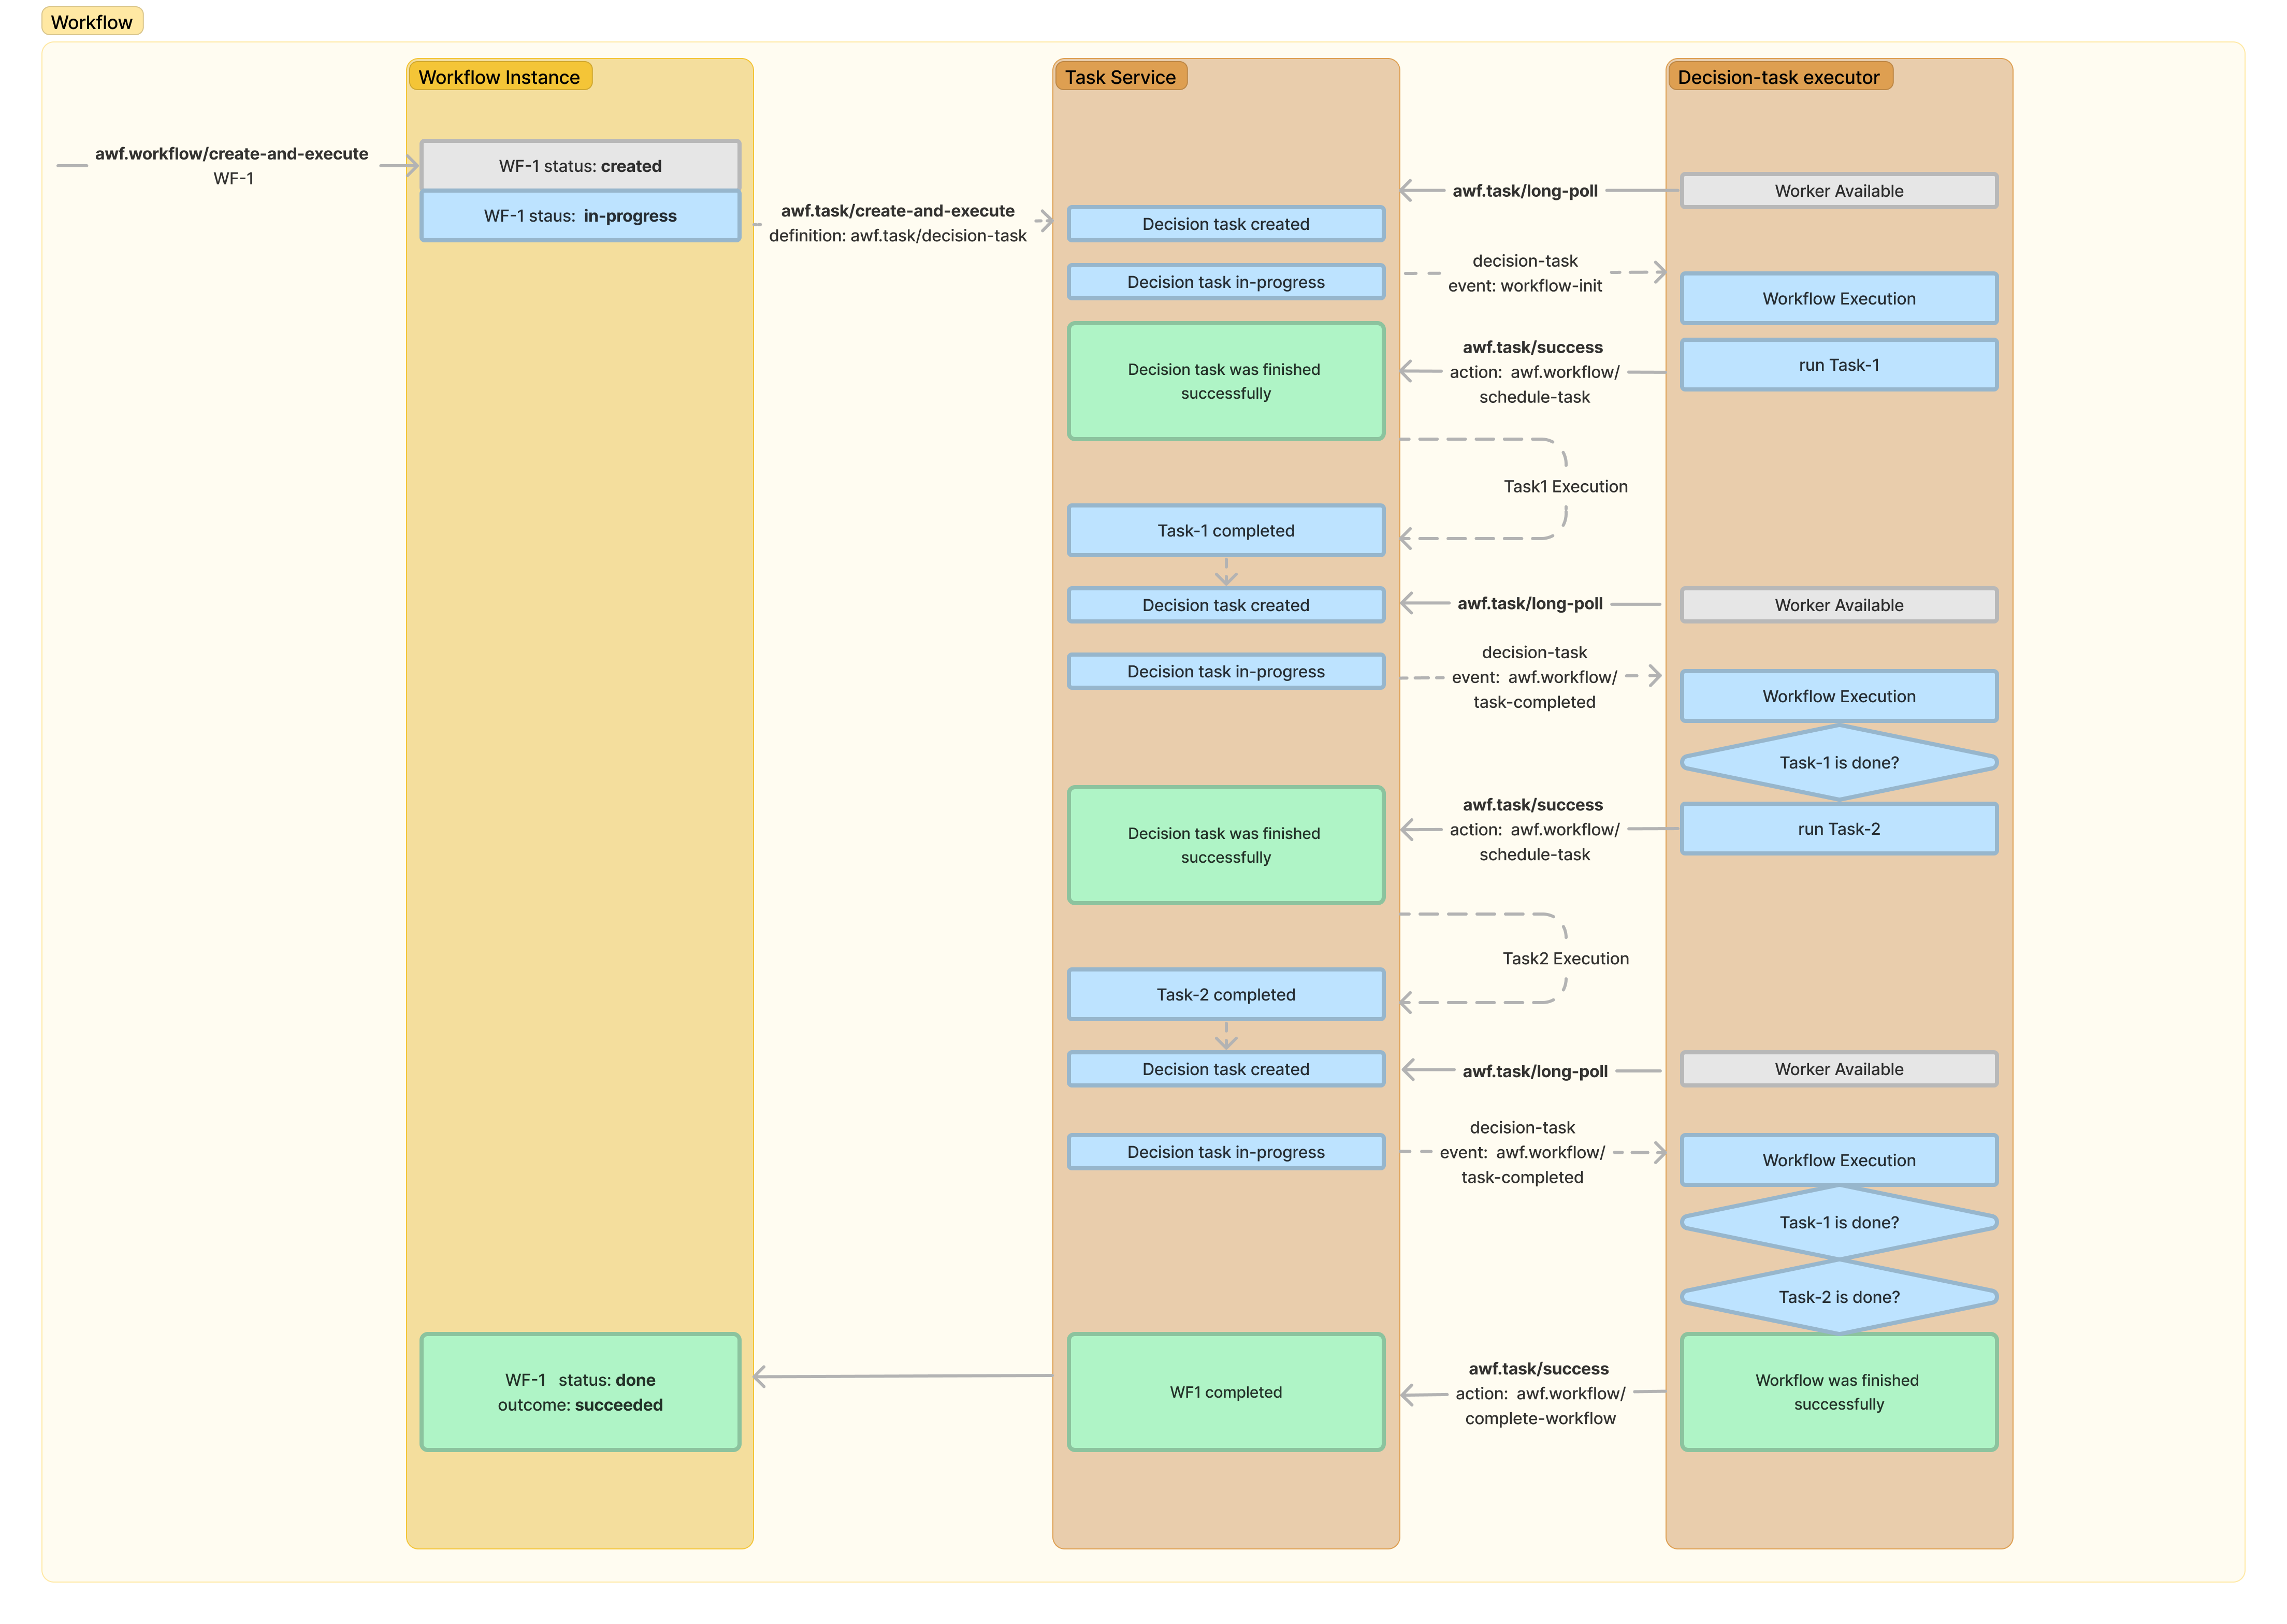 Workflow
Workflow Instance
Task Service
Decision-task executor
awf.workflow/create-and-execute
WF-1
WF-1 status: created
WF-1 staus: in-progress
awf.task/create-and-execute
definition: awf.task/decision-task
awf.task/long-poll
Worker Available
Decision task created
Decision task in-progress
decision-task
event: workflow-init
Workflow Execution
Decision task was finished
successfully
awf.task/success
action: awf.workflow/
schedule-task
run Task-1
Task1 Execution
Task-1 completed
Decision task created
awf.task/long-poll
Worker Available
Decision task in-progress
decision-task
event: awf.workflow/
task-completed
Workflow Execution
Task-1 is done?
Decision task was finished
successfully
awf.task/success
action: awf.workflow/
schedule-task
run Task-2
Task2 Execution
Task-2 completed
Decision task created
awf.task/long-poll
Worker Available
Decision task in-progress
decision-task
event: awf.workflow/
task-completed
Workflow Execution
Task-1 is done?
Task-2 is done?
WF-1 status: done
outcome: succeeded
WF1 completed
awf.task/success
action: awf.workflow/
complete-workflow
Workflow was finished
successfully